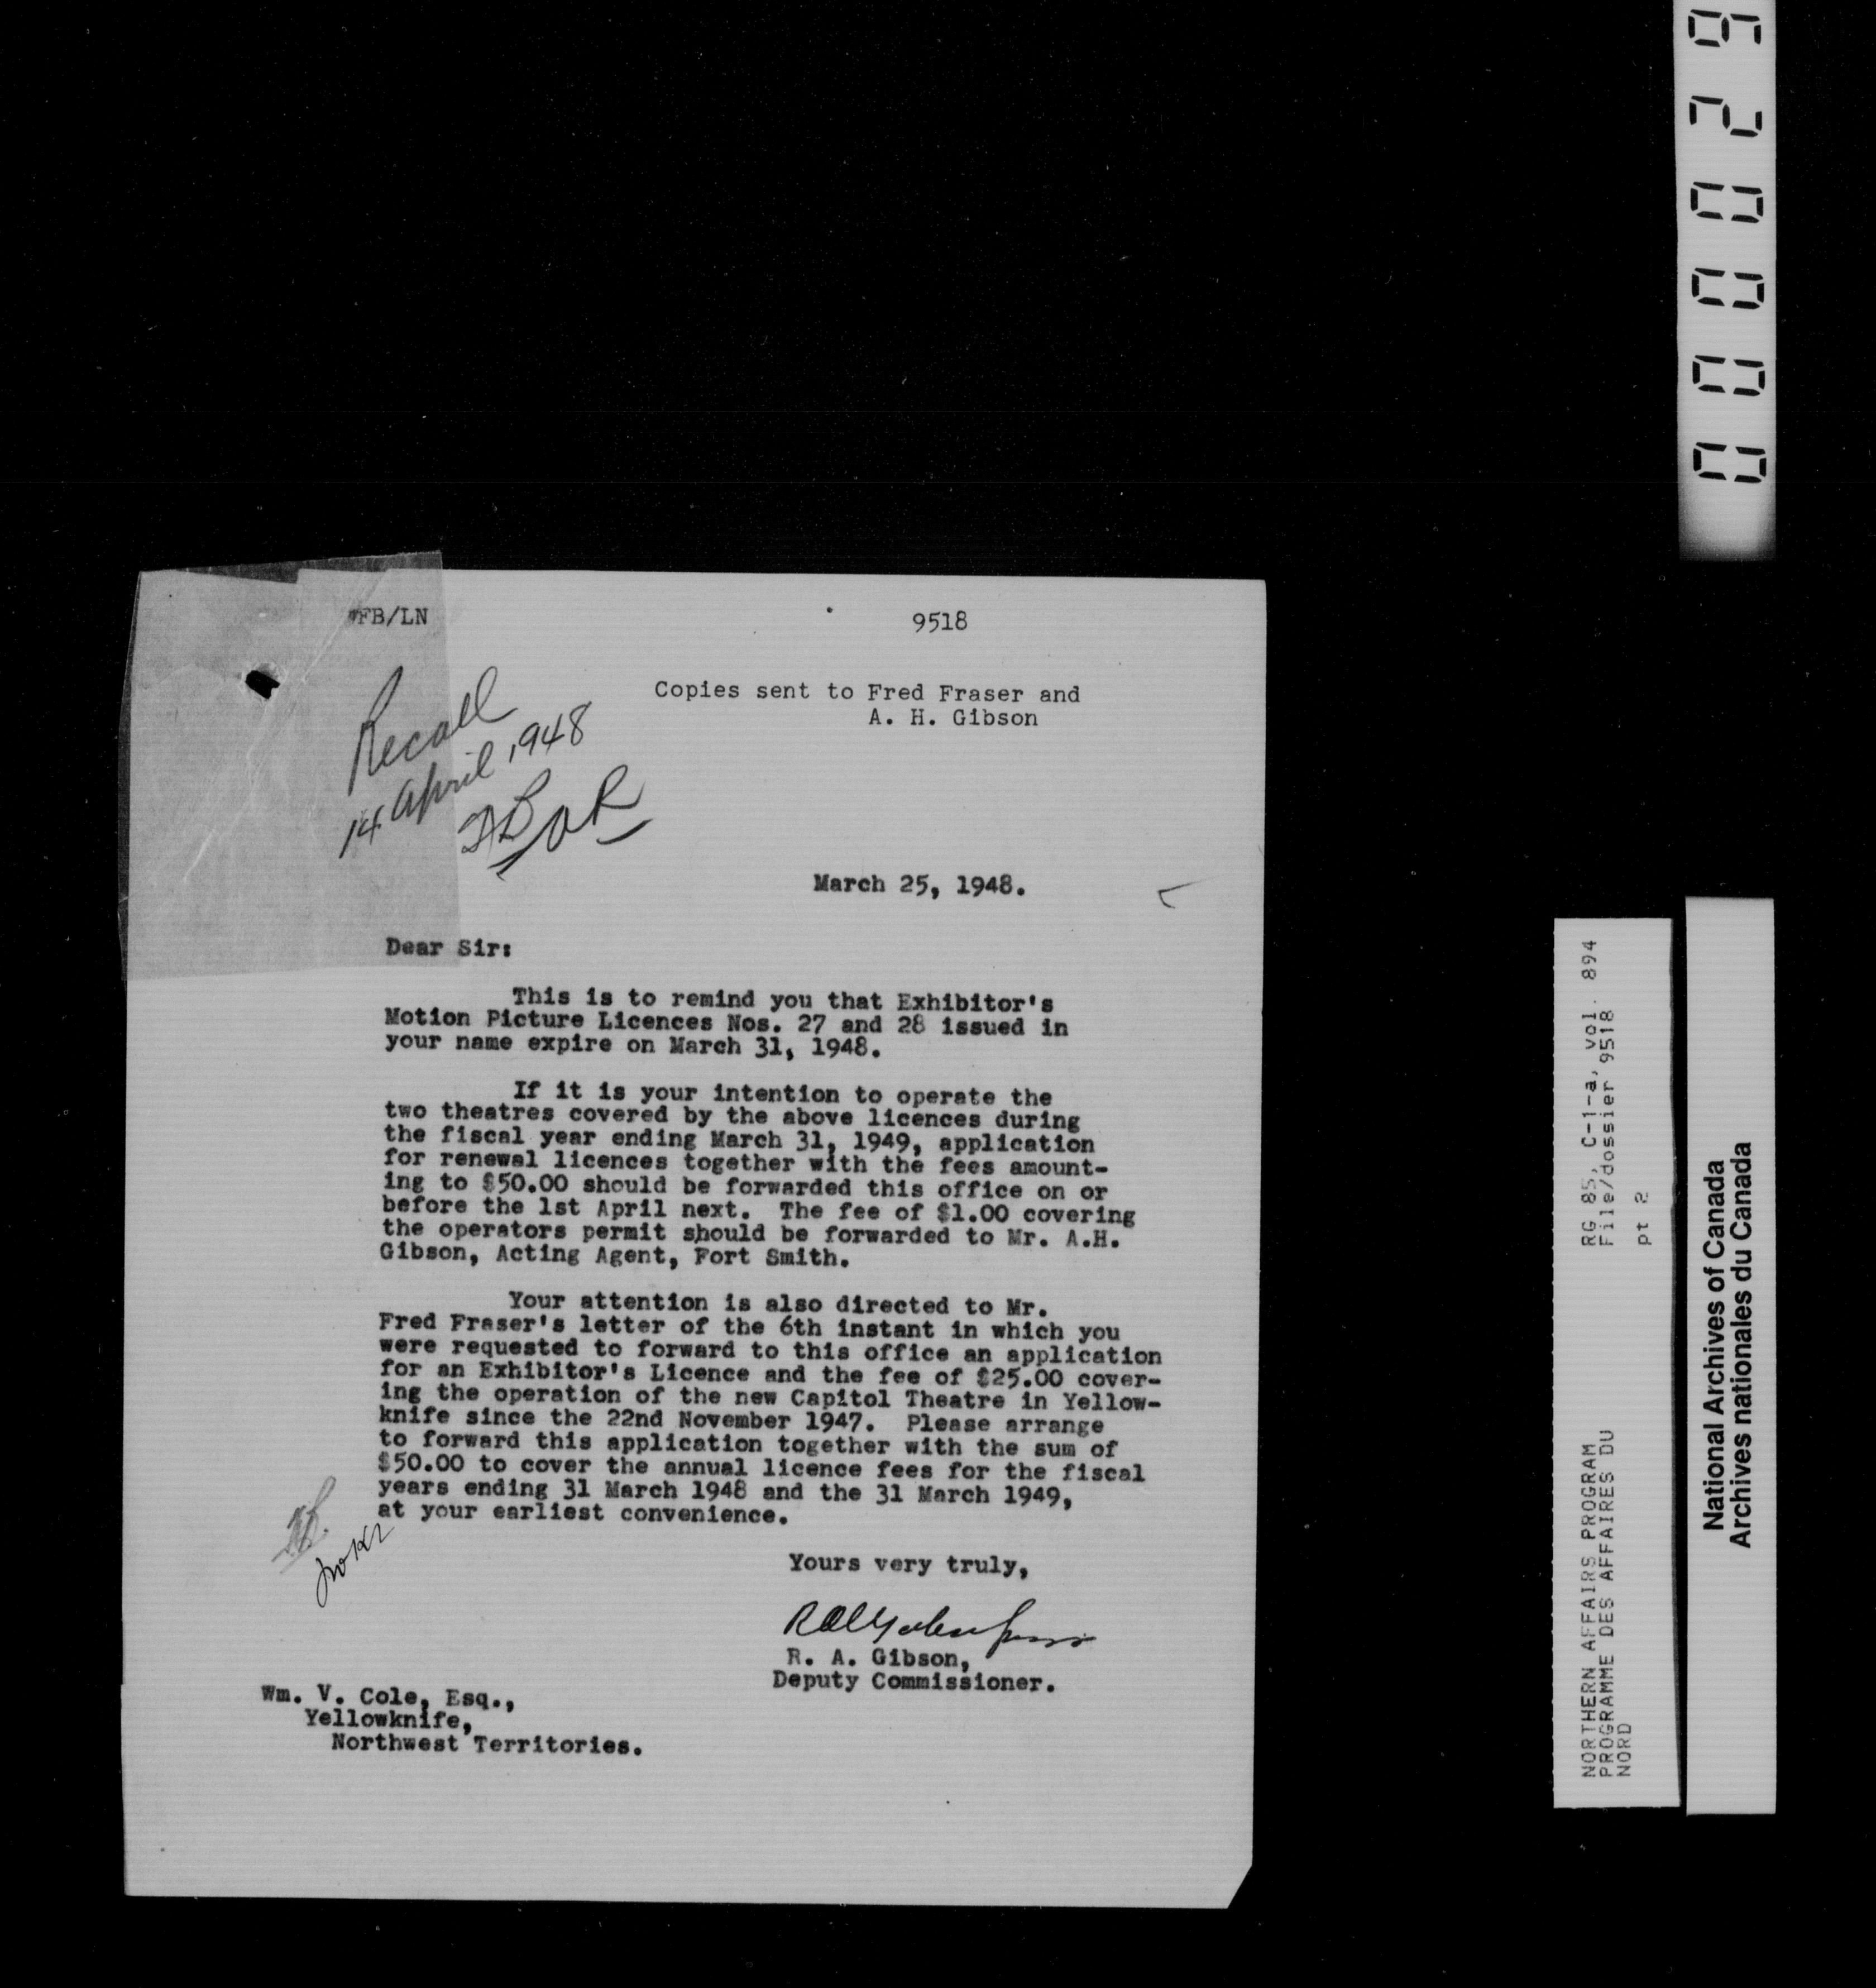 FB/LN
9518
Copies sent to Fred Fraser and
A. H. Gibson
Recall
14 April 1948
March 25, 1948.
Dear Sir:
This is to remind you that Exhibitor's
Motion Picture Licences Nos. 27 and 28 issued in
your name expire on March 31, 1948.
If it is your intention to operate the
two theatres covered by the above licences during
the fiscal year ending March 31, 1949, application
for renewal licences together with the fees amount-
ing to $50.00 should be forwarded this office on or
before the 1st April next. The fee of $1.00 covering
the operators permit should be forwarded to Mr. A.H.
Gibson, Acting Agent, Fort Smith.
Your attention is also directed to Mr.
Fred Fraser's letter of the 6th instant in which you
were requested to forward to this office an application
for an Exhibitor's Licence and the fee of $25.00 cover-
ing the operation of the new Capitol Theatre in Yellow-
knife since the 22nd November 1947. Please arrange
to forward this application together with the sum of
$50.00 to cover the annual licence fees for the fiscal
years ending 31 March 1948 and the 31 March 1949,
at your earliest convenience.
Yours very truly,
R. A. Gibson,
Deputy Commissioner.
Wm. V. Cole, Esq.,
Yellowknife,
Northwest Territories.
000029
RG 85, C-1-a, vol. 894
File/dossier 9518
pt 2
NORTHERN AFFAIRS PROGRAM
PROGRAMME DES AFFAIRES DU
NORD
National Archives of Canada
Archives nationales du Canada